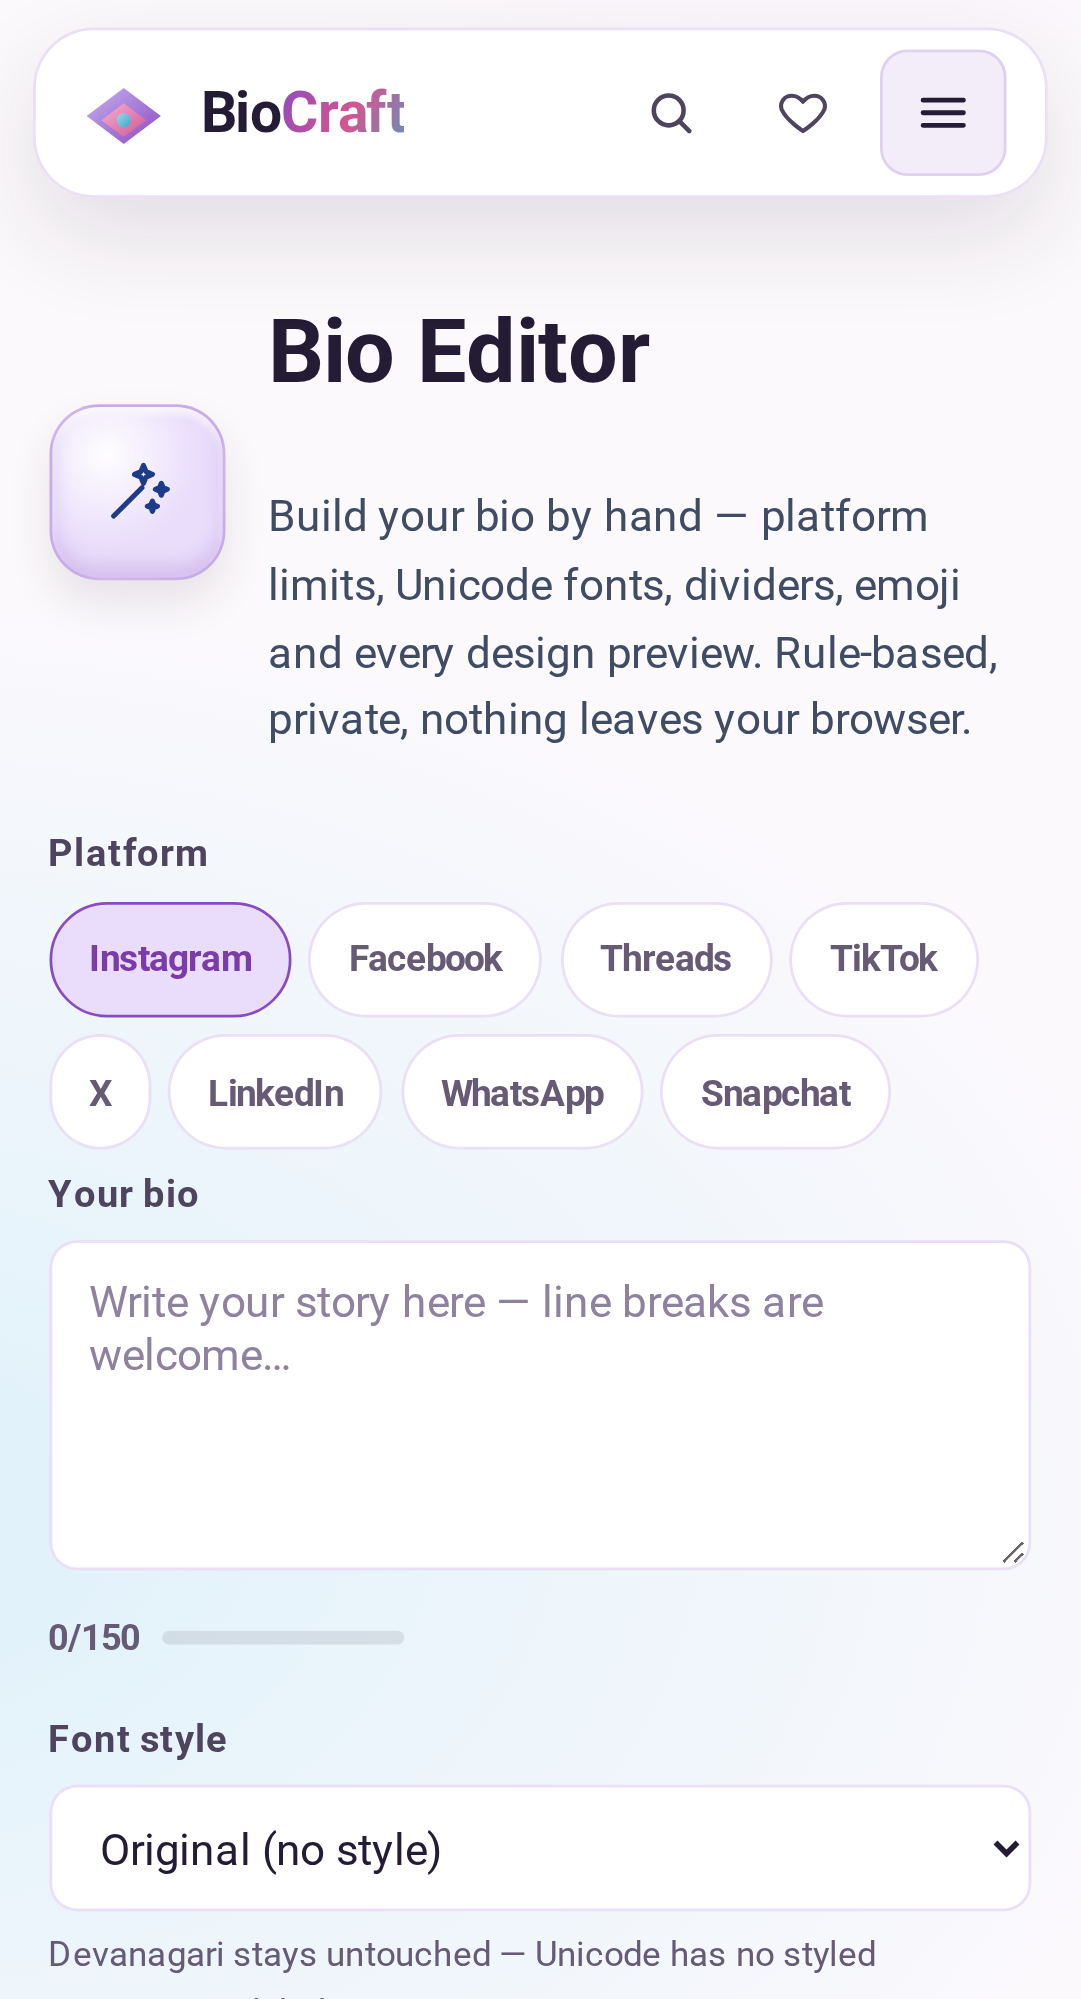 BioCraft
Bio Editor
Build your bio by hand — platform
limits, Unicode fonts, dividers, emoji
and every design preview. Rule-based,
private, nothing leaves your browser.
Platform
Instagram Facebook Threads TikTok
X LinkedIn WhatsApp Snapchat
Your bio
Write your story here — line breaks are
welcome...
0/150
Font style
Original (no style)
Devanagari stays untouched — Unicode has no styled